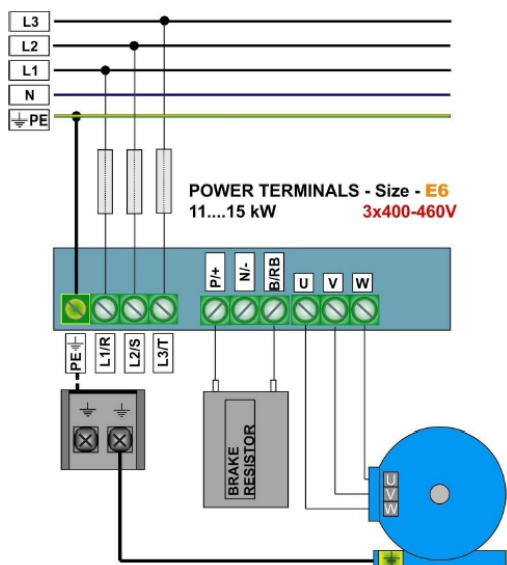 L3
L2
L1
N
PE
POWER TERMINALS - Size - E6
11....15 kW 3x400-460V
P/+
N/-
B/RB
U
V
W
PE
L1/R
L2/S
L3/T
BRAKE
RESISTOR
U
V
W